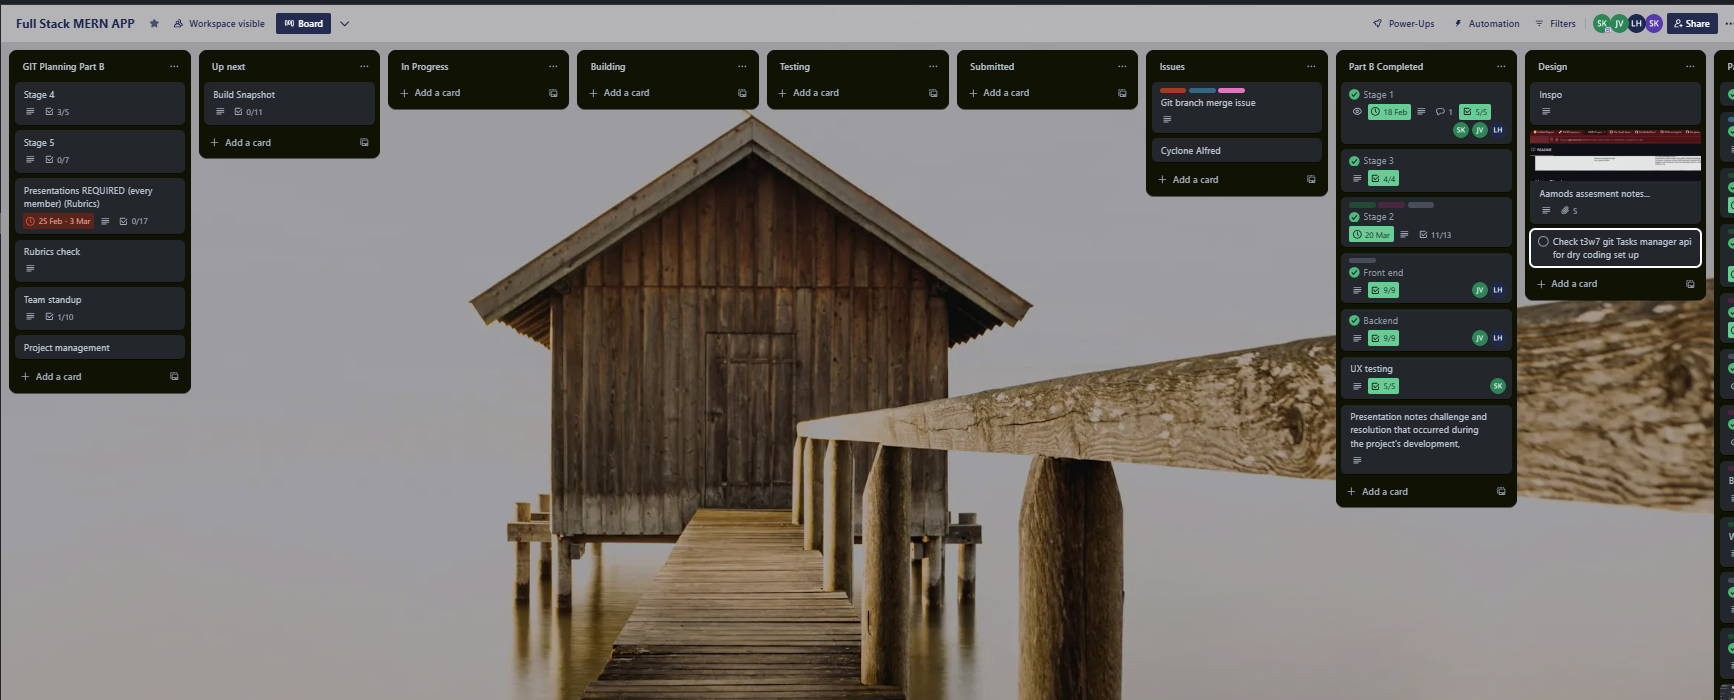 Full Stack MERN APP
Workspace visible
Board
Power-Ups
Automation
Filters
SK
JV
LH
SK
Share
GIT Planning Part B
Stage 4
3/5
Stage 5
0/7
Presentations REQUIRED (every
member) (Rubrics)
25 Feb - 3 Mar
0/17
Rubrics check
Team standup
1/10
Project management
+ Add a card
Up next
Build Snapshot
0/11
+ Add a card
In Progress
+ Add a card
Building
+ Add a card
Testing
+ Add a card
Submitted
+ Add a card
Issues
Git branch merge issue
Cyclone Alfred
+ Add a card
Part B Completed
Stage 1
18 Feb
1
5/5
SK
JV
LH
Stage 3
4/4
Stage 2
20 Mar
11/13
Front end
9/9
JV
LH
Backend
9/9
JV
LH
UX testing
5/5
SK
Presentation notes challenge and
resolution that occurred during
the project's development,
+ Add a card
Design
Inspo
Aamods assesment notes...
5
Check t3w7 git Tasks manager api
for dry coding set up
+ Add a card